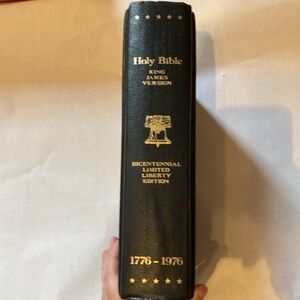 Holy Bible
KING
JAMES
VERSION
BICENTENNIAL
LIMITED
LIBERTY
EDITION
1776-1976